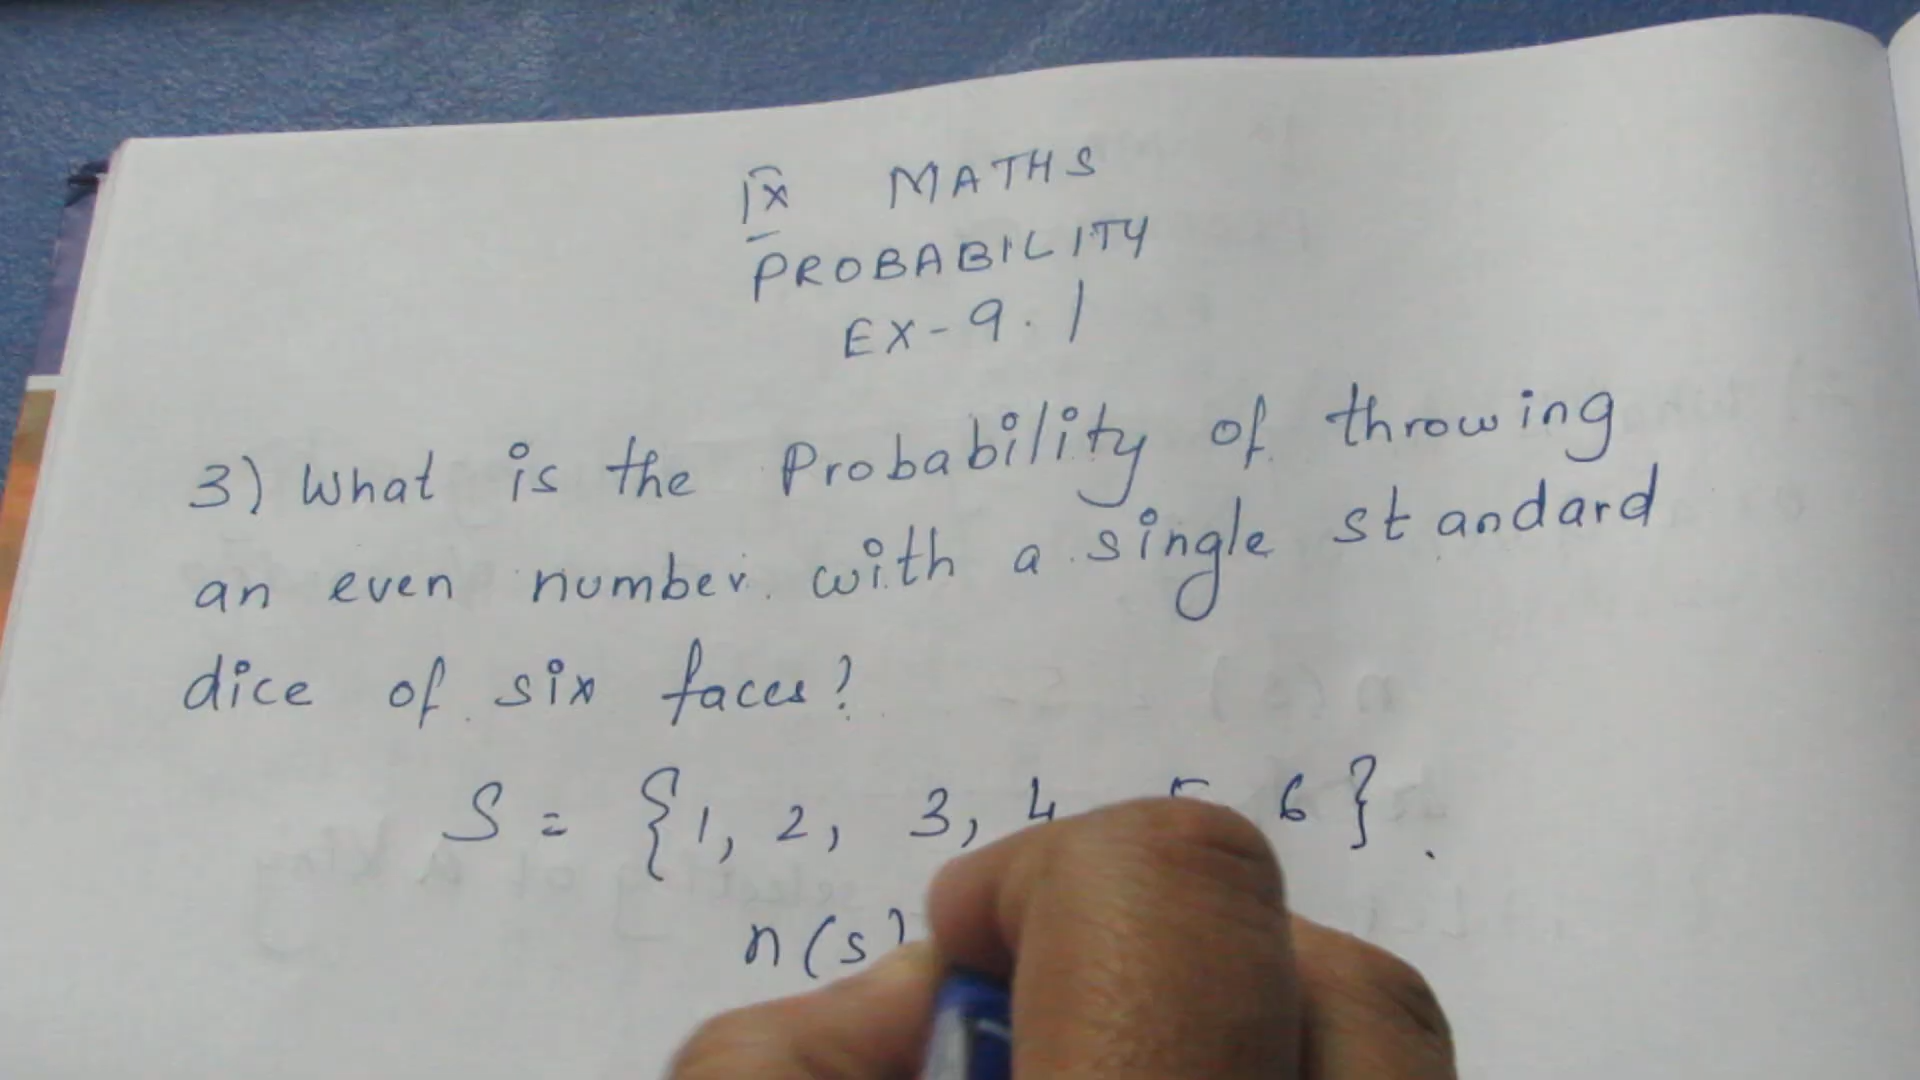 IX MATHS
PROBABILITY
EX-9.1
3) What is the Probability of throwing
an even number with a single standard
dice of six faces?
S = {1, 2, 3, 4 5 6}.
n(s)